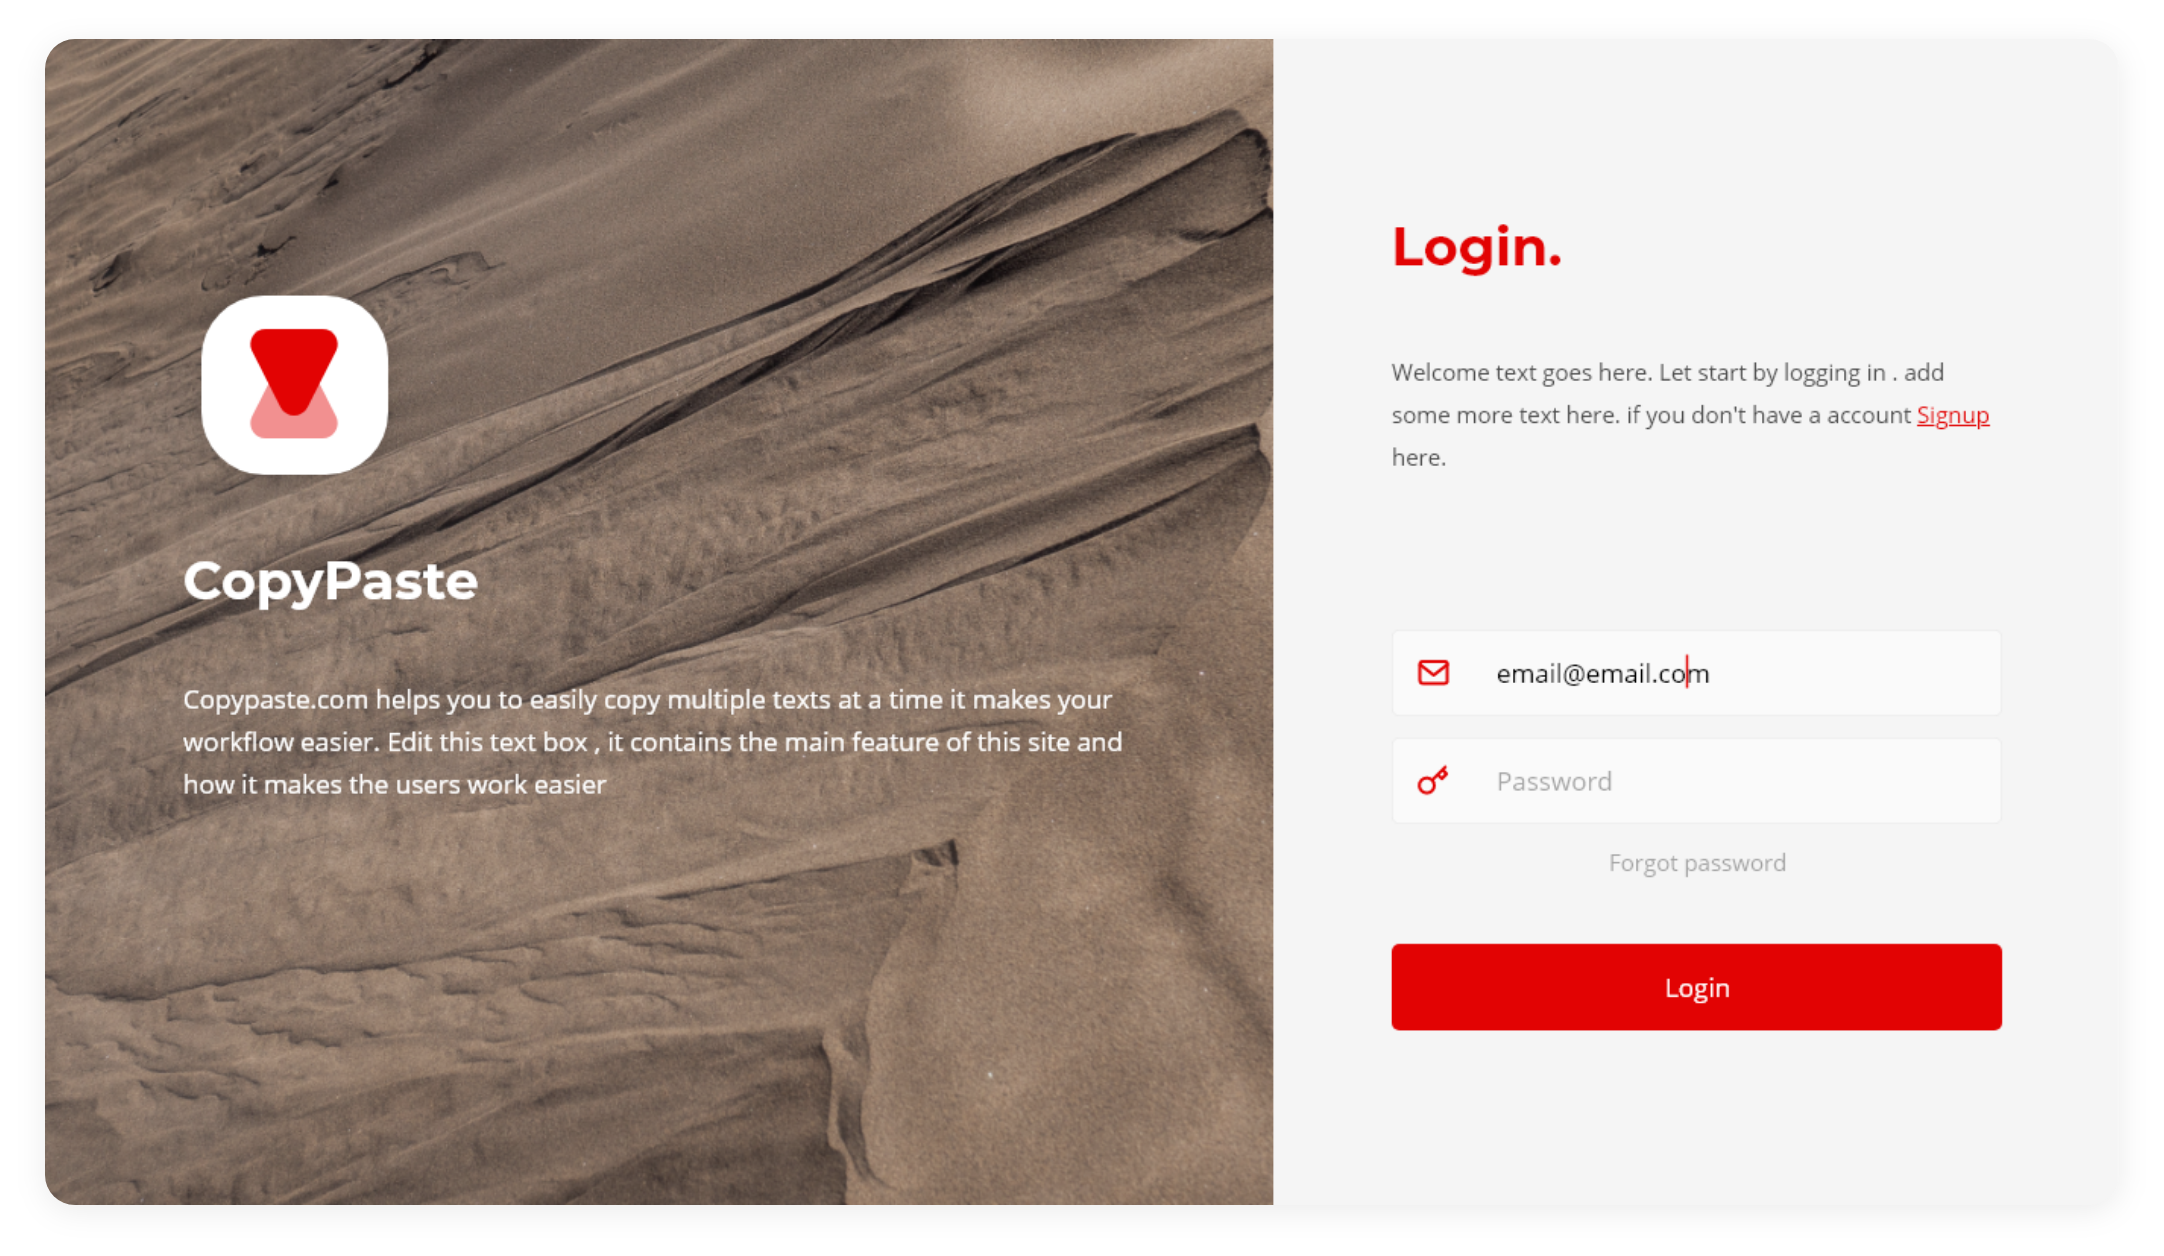 CopyPaste
Copypaste.com helps you to easily copy multiple texts at a time it makes your
workflow easier. Edit this text box , it contains the main feature of this site and
how it makes the users work easier
Login.
Welcome text goes here. Let start by logging in . add
some more text here. if you don't have a account Signup
here.
email@email.com
Password
Forgot password
Login